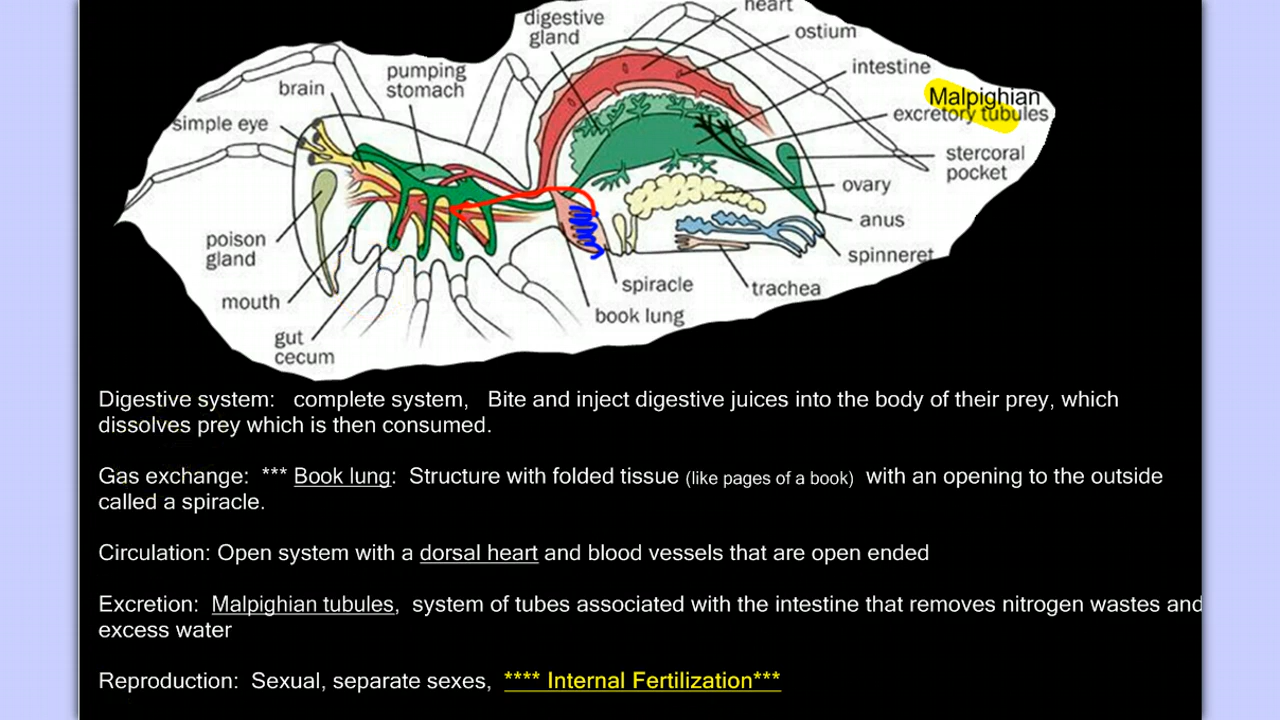 heart
digestive
gland
ostium
intestine
pumping
stomach
brain
Malpighian
excretory tubules
simple eye
stercoral
pocket
ovary
anus
poison
gland
spinneret
spiracle
trachea
mouth
book lung
gut
cecum
Digestive system: complete system, Bite and inject digestive juices into the body of their prey, which
dissolves prey which is then consumed.
Gas exchange: *** Book lung: Structure with folded tissue (like pages of a book) with an opening to the outside
called a spiracle.
Circulation: Open system with a dorsal heart and blood vessels that are open ended
Excretion: Malpighian tubules, system of tubes associated with the intestine that removes nitrogen wastes and
excess water
Reproduction: Sexual, separate sexes, **** Internal Fertilization***